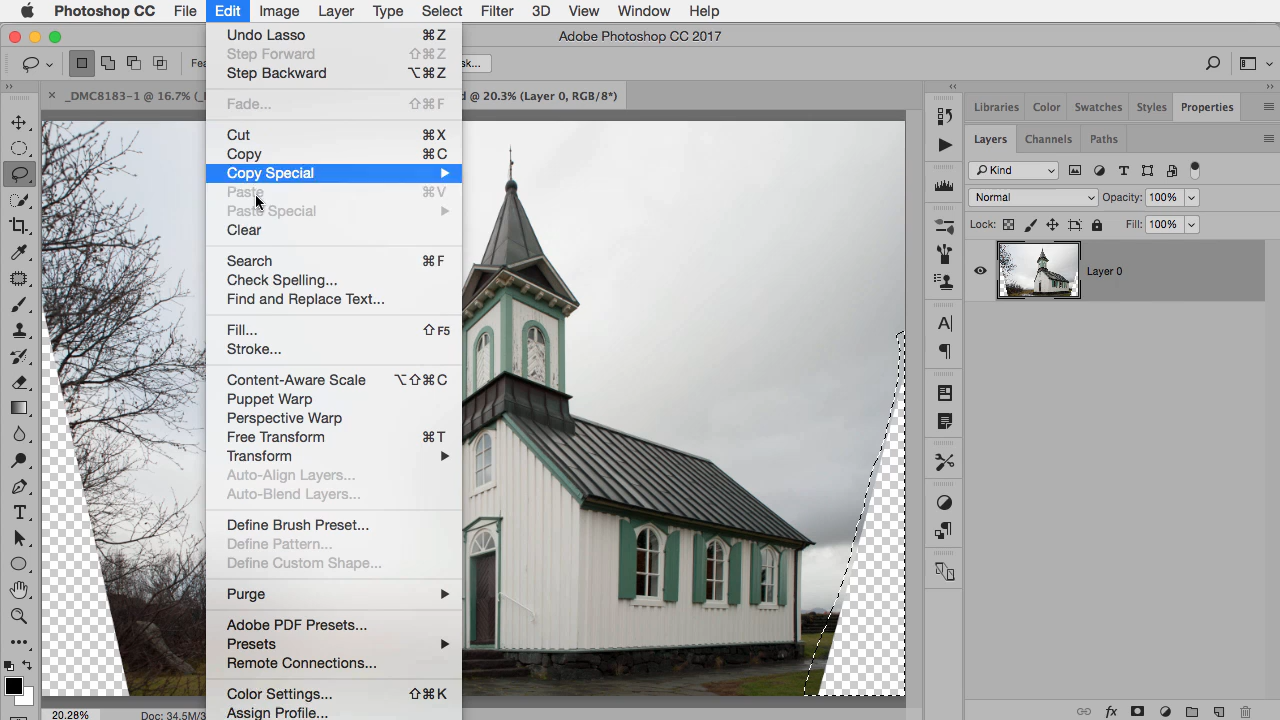 Photoshop CC File Edit Image Layer Type Select Filter 3D View Window Help
Adobe Photoshop CC 2017
_DMC8183-1 @ 16.7%
d @ 20.3% (Layer 0, RGB/8*)
Undo Lasso ⌘Z
Step Forward ⇧⌘Z
Step Backward ⌥⌘Z
Fade... ⇧⌘F
Cut ⌘X
Copy ⌘C
Copy Special
Paste ⌘V
Paste Special
Clear
Search ⌘F
Check Spelling...
Find and Replace Text...
Fill... ⇧F5
Stroke...
Content-Aware Scale ⌥⇧⌘C
Puppet Warp
Perspective Warp
Free Transform ⌘T
Transform
Auto-Align Layers...
Auto-Blend Layers...
Define Brush Preset...
Define Pattern...
Define Custom Shape...
Purge
Adobe PDF Presets...
Presets
Remote Connections...
Color Settings... ⇧⌘K
Assign Profile...
Libraries Color Swatches Styles Properties
Layers Channels Paths
Kind
Normal Opacity: 100%
Lock: Fill: 100%
Layer 0
20.28% Doc: 34.5M/3